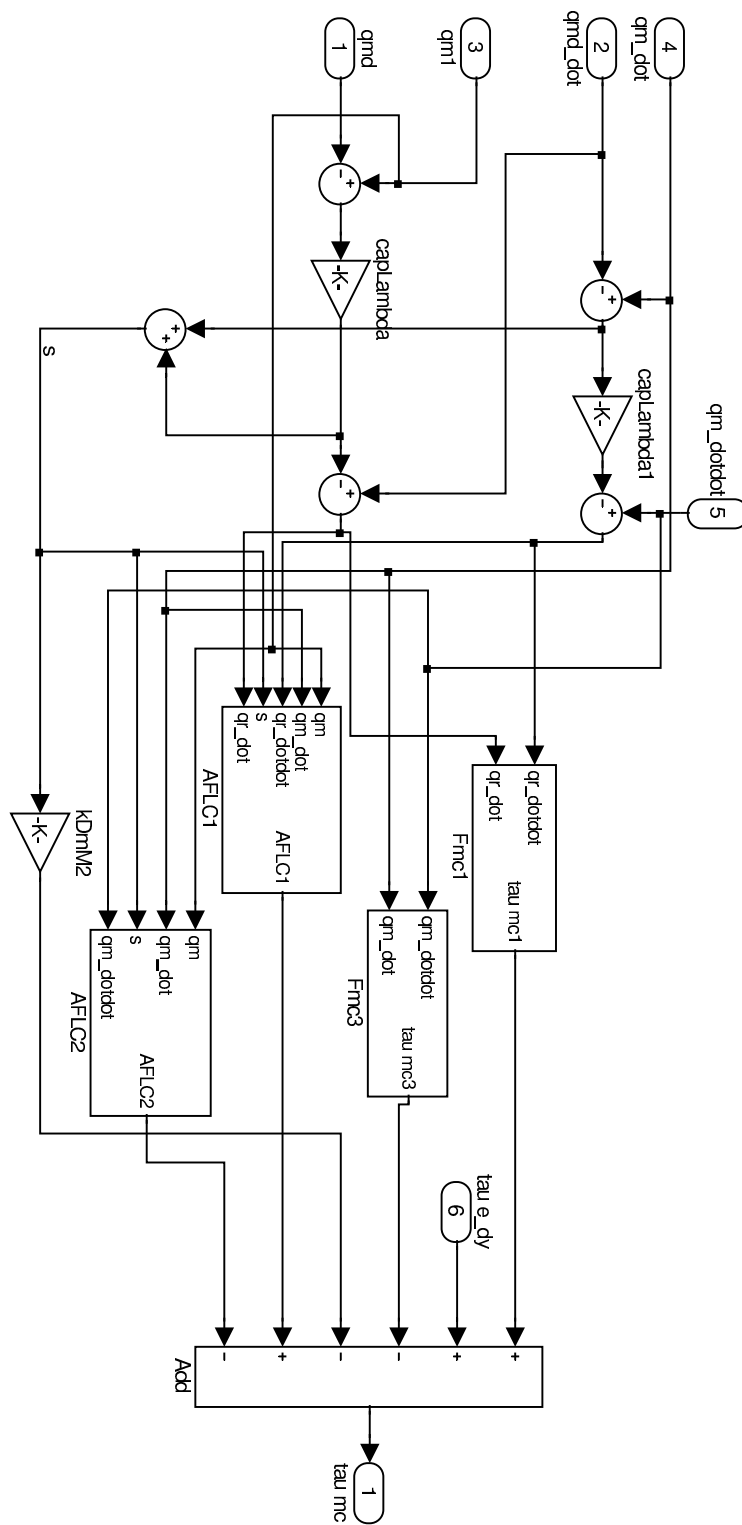 4
qm_dot
2
qmd_dot
3
qm1
1
qmd
-
+
-
+
capLambda
-K-
capLambda1
-K-
+
+
s
-
+
-
+
qm_dotdot
5
qm
qm_dot
qr_dotdot
s
qr_dot
AFLC1
AFLC1
qr_dotdot
qr_dot
tau mc1
Fmc1
kDmM2
-K-
qm_dotdot
qm_dot
tau mc3
Fmc3
qm
qm_dot
s
qm_dotdot
AFLC2
AFLC2
tau e_dy
6
+
+
-
-
+
-
Add
1
tau mc